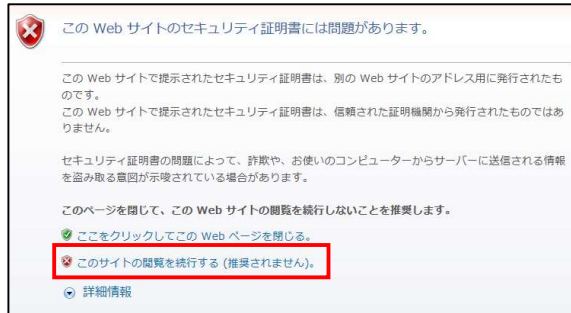 この Web サイトのセキュリティ証明書には問題があります。
この Web サイトで提示されたセキュリティ証明書は、別の Web サイトのアドレス用に発行されたも
のです。
この Web サイトで提示されたセキュリティ証明書は、信頼された証明機関から発行されたものではあ
りません。
セキュリティ証明書の問題によって、詐欺や、お使いのコンピューターからサーバーに送信される情報
を盗み取る意図が示唆されている場合があります。
このページを閉じて、この Web サイトの閲覧を続行しないことを推奨します。
ここをクリックしてこの Web ページを閉じる。
このサイトの閲覧を続行する (推奨されません)。
詳細情報